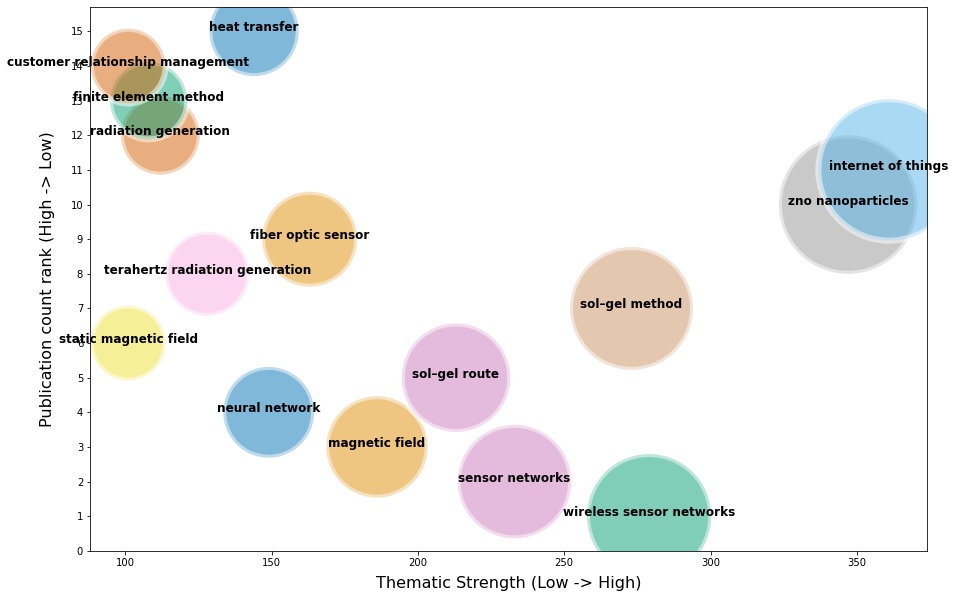 15
heat transfer
14
customer relationship management
13
finite element method
12
radiation generation
11
internet of things
10
zno nanoparticles
9
fiber optic sensor
8
terahertz radiation generation
7
sol–gel method
6
static magnetic field
5
sol–gel route
4
neural network
3
magnetic field
2
sensor networks
1
wireless sensor networks
0
100 150 200 250 300 350
Thematic Strength (Low -> High)
Publication count rank (High -> Low)